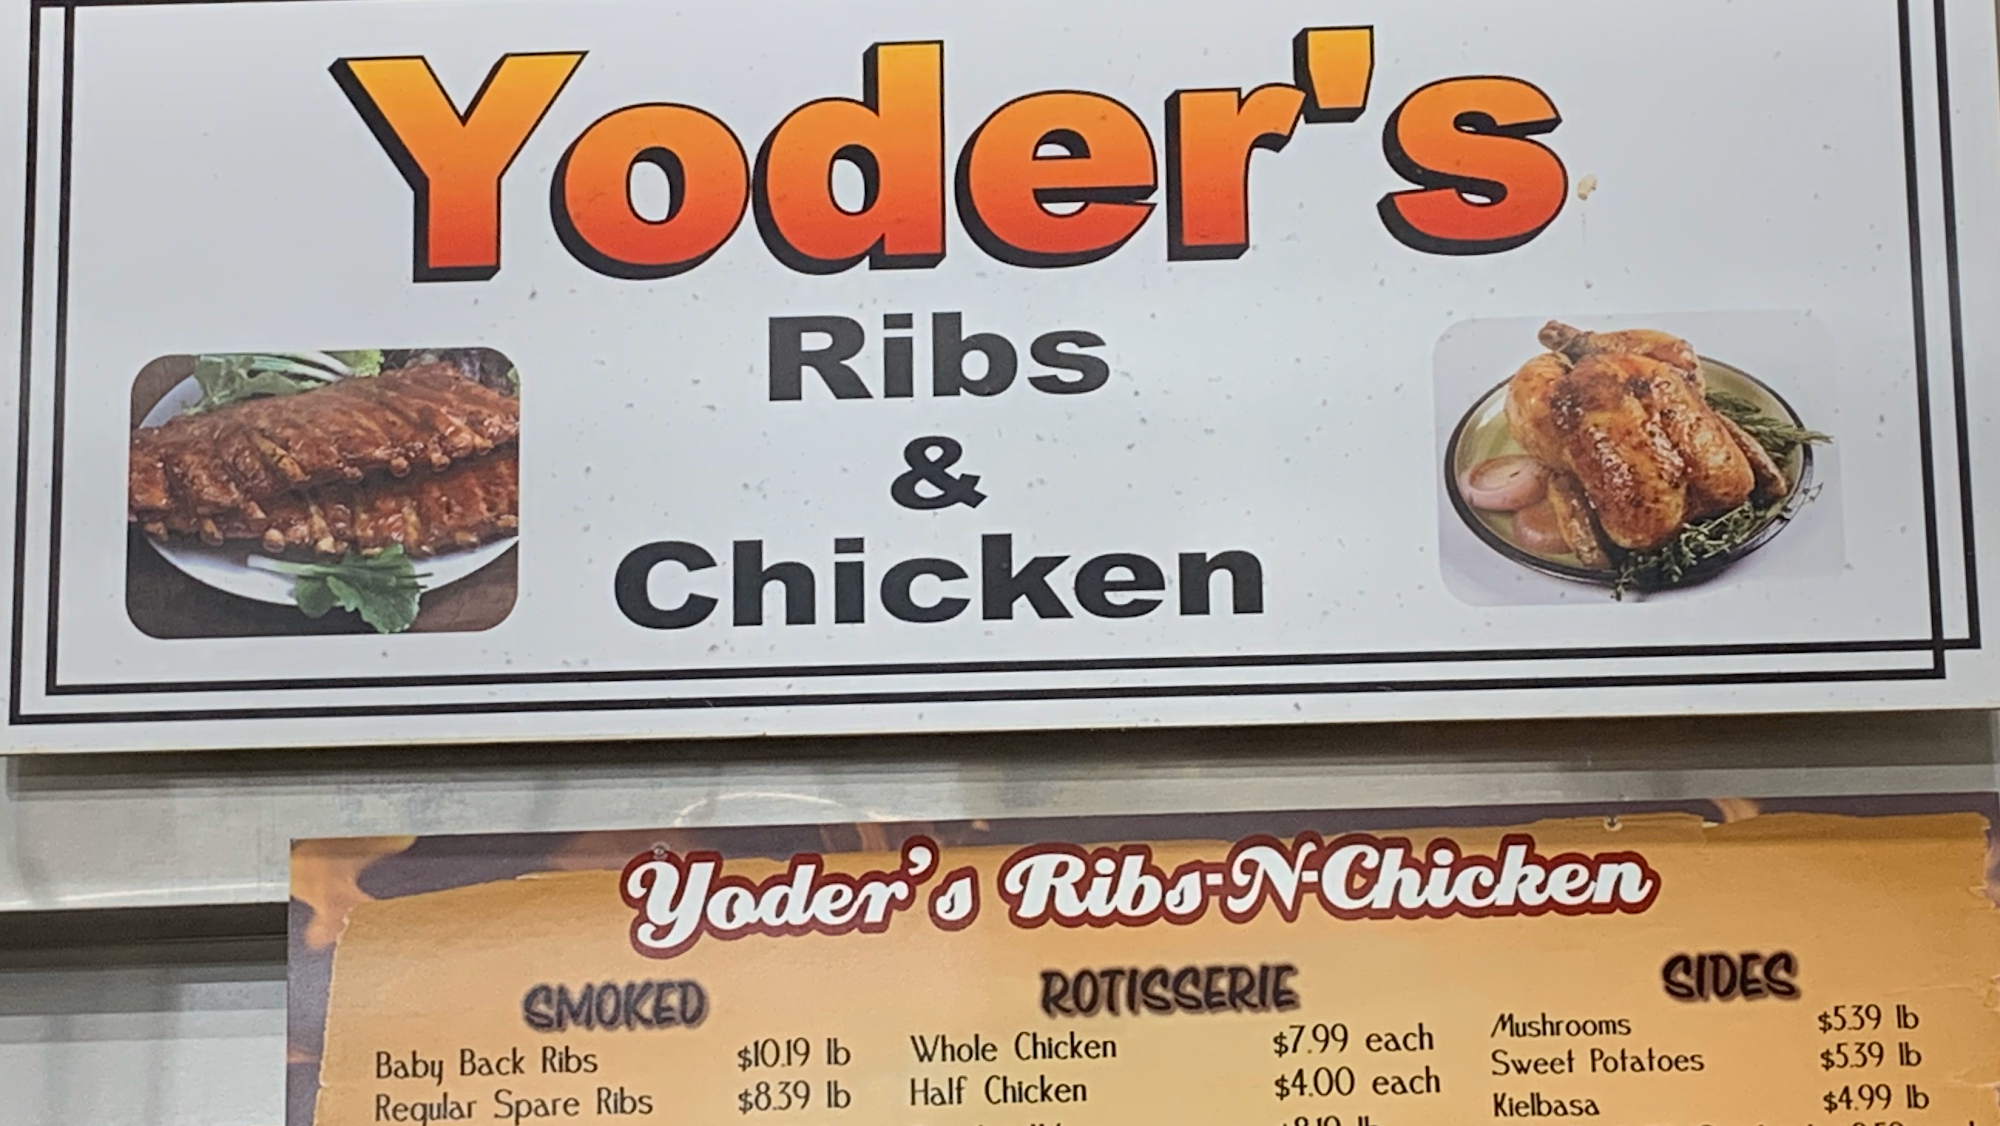 Yoder's
Ribs
&
Chicken
Yoder's Ribs-N-Chicken
SMOKED
Baby Back Ribs $10.19 lb
Regular Spare Ribs $8.39 lb
ROTISSERIE
Whole Chicken $7.99 each
Half Chicken $4.00 each
SIDES
Mushrooms $5.39 lb
Sweet Potatoes $5.39 lb
Kielbasa $4.99 lb